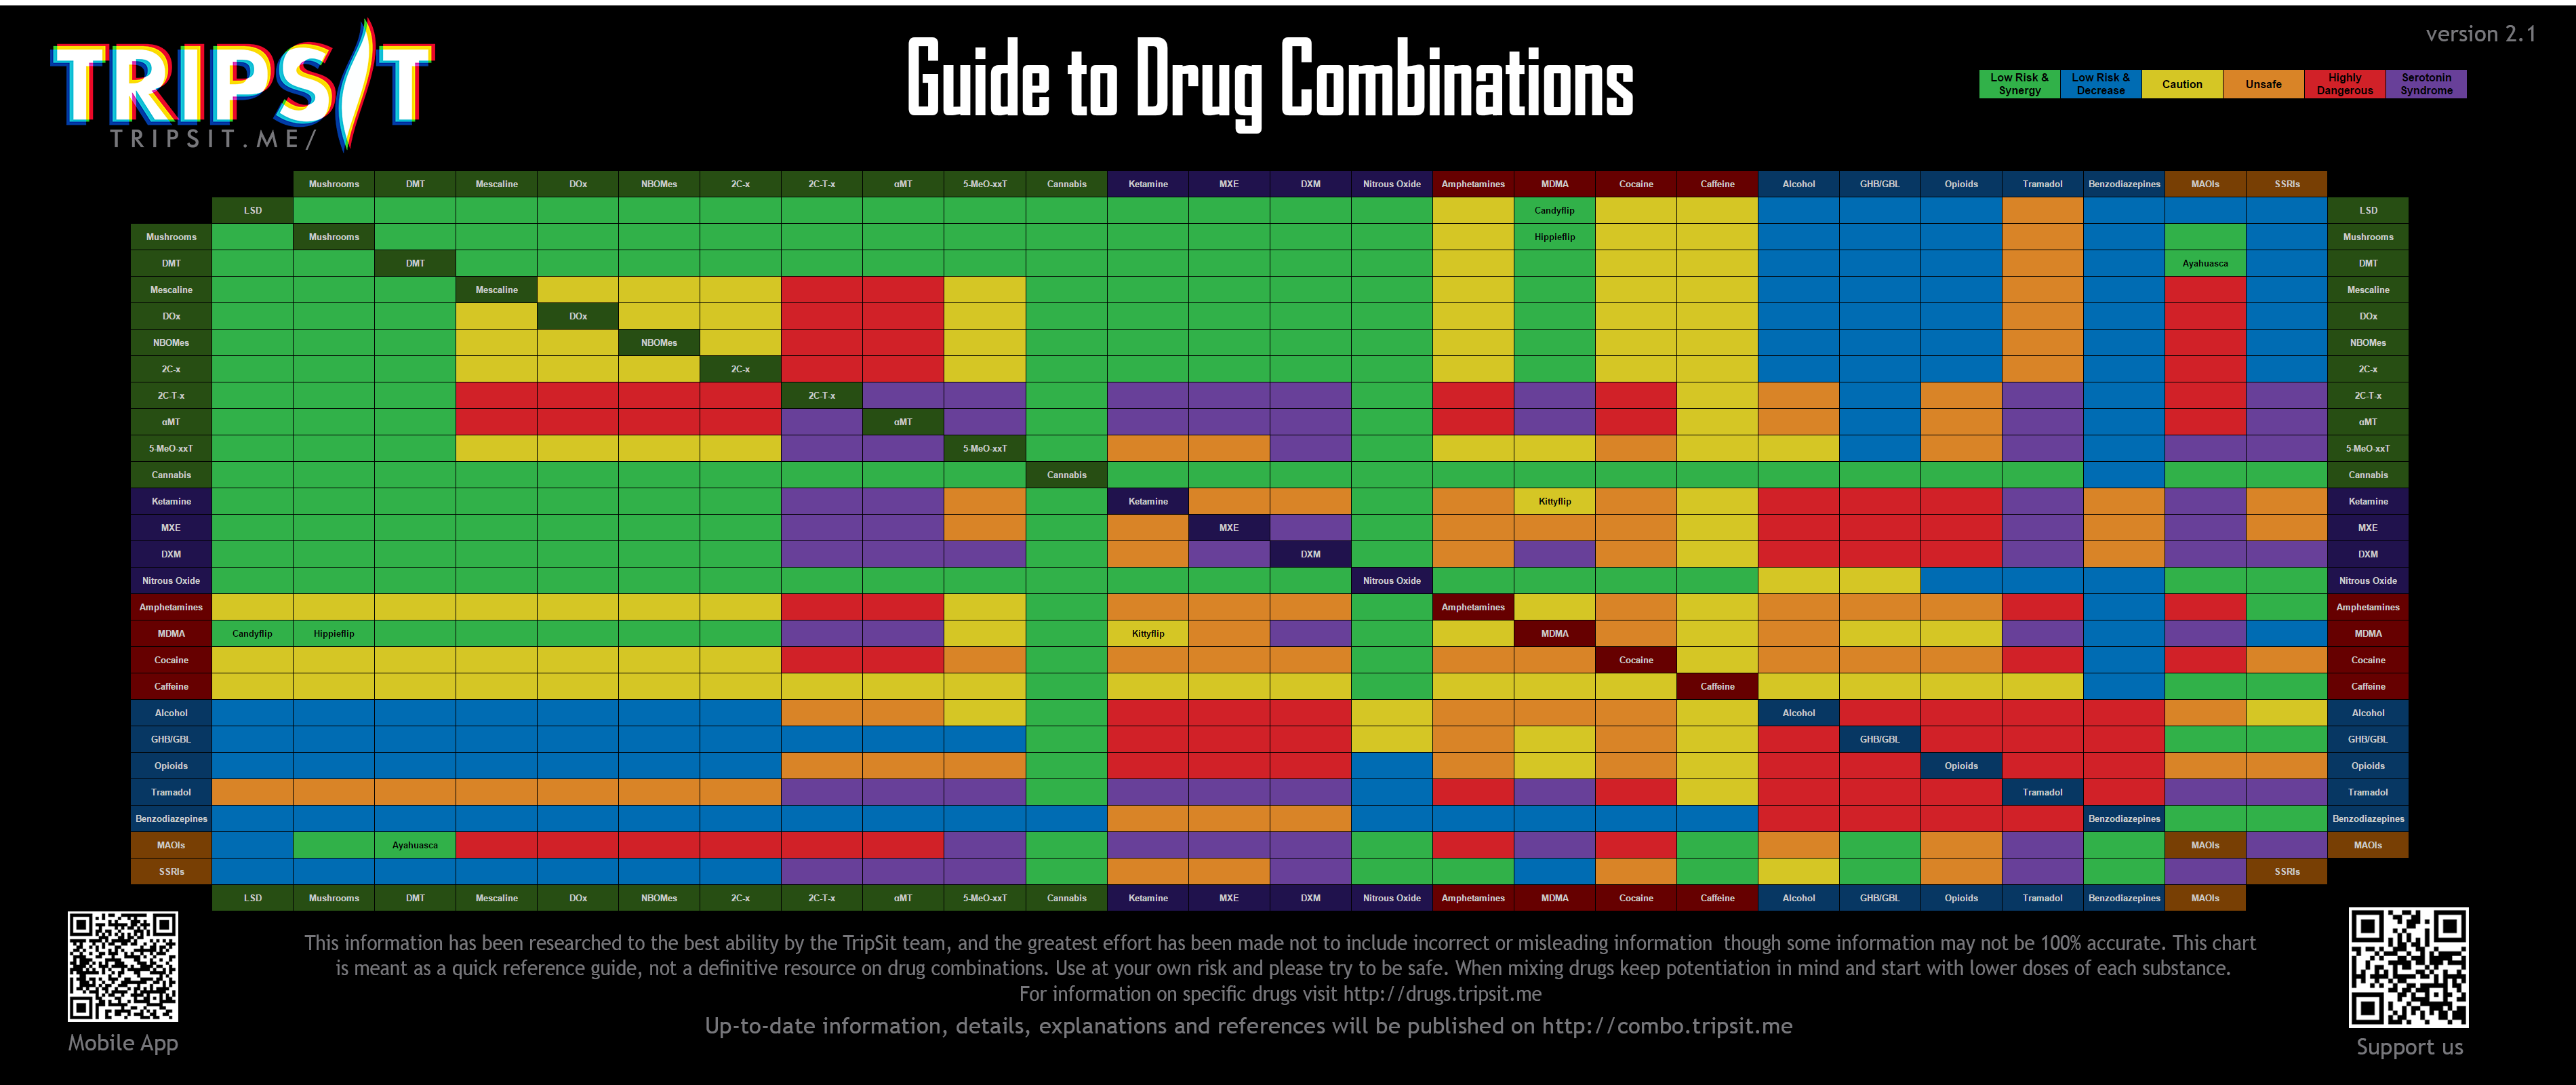 TRIPSIT
TRIPSIT.ME/
Guide to Drug Combinations
version 2.1
Low Risk & Synergy Low Risk & Decrease Caution Unsafe Highly Dangerous Serotonin Syndrome
Mushrooms DMT Mescaline DOx NBOMes 2C-x 2C-T-x αMT 5-MeO-xxT Cannabis Ketamine MXE DXM Nitrous Oxide Amphetamines MDMA Cocaine Caffeine Alcohol GHB/GBL Opioids Tramadol Benzodiazepines MAOIs SSRIs
LSD Candyflip LSD
Mushrooms Mushrooms Hippieflip Mushrooms
DMT DMT Ayahuasca DMT
Mescaline Mescaline Mescaline
DOx DOx DOx
NBOMes NBOMes NBOMes
2C-x 2C-x 2C-x
2C-T-x 2C-T-x 2C-T-x
αMT αMT αMT
5-MeO-xxT 5-MeO-xxT 5-MeO-xxT
Cannabis Cannabis Cannabis
Ketamine Ketamine Kittyflip Ketamine
MXE MXE MXE
DXM DXM DXM
Nitrous Oxide Nitrous Oxide Nitrous Oxide
Amphetamines Amphetamines Amphetamines
MDMA Candyflip Hippieflip Kittyflip MDMA MDMA
Cocaine Cocaine Cocaine
Caffeine Caffeine Caffeine
Alcohol Alcohol Alcohol
GHB/GBL GHB/GBL GHB/GBL
Opioids Opioids Opioids
Tramadol Tramadol Tramadol
Benzodiazepines Benzodiazepines Benzodiazepines
MAOIs Ayahuasca MAOIs MAOIs
SSRIs SSRIs
LSD Mushrooms DMT Mescaline DOx NBOMes 2C-x 2C-T-x αMT 5-MeO-xxT Cannabis Ketamine MXE DXM Nitrous Oxide Amphetamines MDMA Cocaine Caffeine Alcohol GHB/GBL Opioids Tramadol Benzodiazepines MAOIs
This information has been researched to the best ability by the TripSit team, and the greatest effort has been made not to include incorrect or misleading information though some information may not be 100% accurate. This chart
is meant as a quick reference guide, not a definitive resource on drug combinations. Use at your own risk and please try to be safe. When mixing drugs keep potentiation in mind and start with lower doses of each substance.
For information on specific drugs visit http://drugs.tripsit.me
Up-to-date information, details, explanations and references will be published on http://combo.tripsit.me
Mobile App
Support us